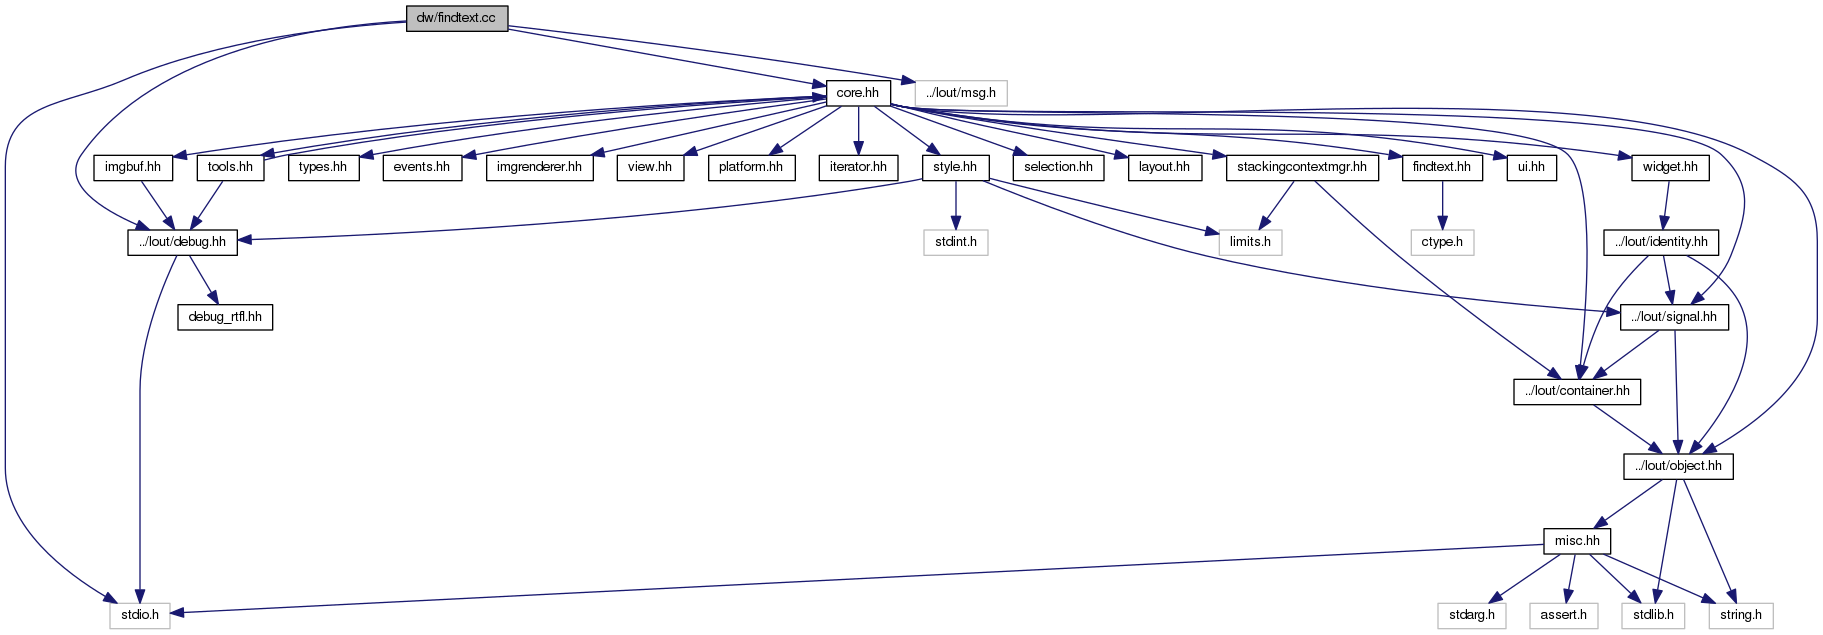 dw/findtext.cc
core.hh
../lout/msg.h
imgbuf.hh
tools.hh
types.hh
events.hh
imgrenderer.hh
view.hh
platform.hh
iterator.hh
style.hh
selection.hh
layout.hh
stackingcontextmgr.hh
findtext.hh
ui.hh
widget.hh
../lout/debug.hh
stdint.h
limits.h
ctype.h
../lout/identity.hh
debug_rtfl.hh
../lout/signal.hh
../lout/container.hh
../lout/object.hh
misc.hh
stdio.h
stdarg.h
assert.h
stdlib.h
string.h